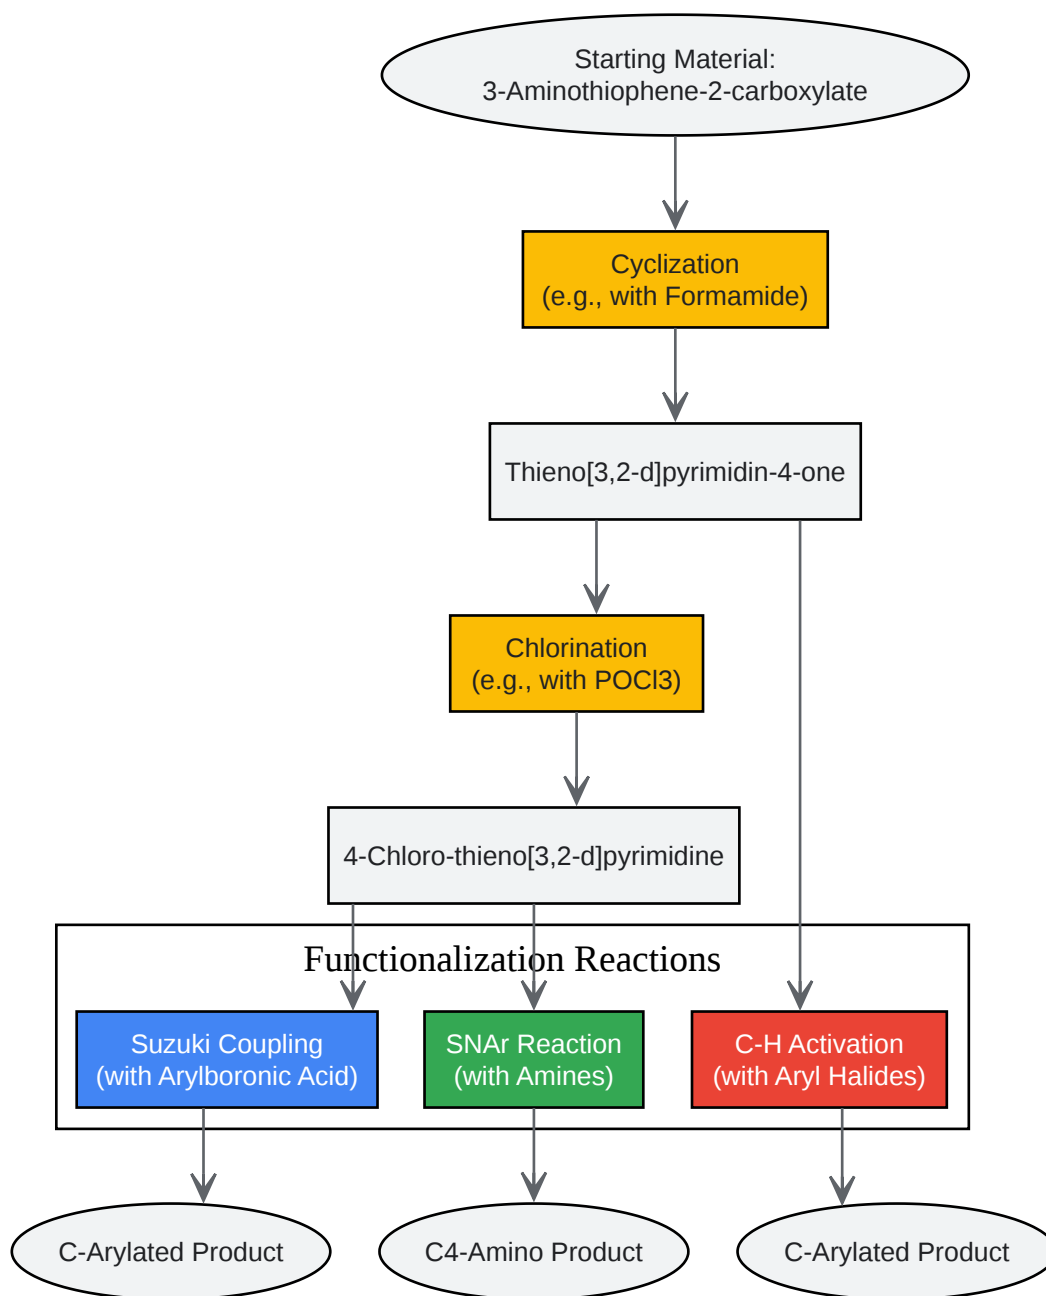 Starting Material:
3-Aminothiophene-2-carboxylate
Cyclization
(e.g., with Formamide)
Thieno[3,2-d]pyrimidin-4-one
Chlorination
(e.g., with POCl3)
4-Chloro-thieno[3,2-d]pyrimidine
Functionalization Reactions
Suzuki Coupling
(with Arylboronic Acid)
SNAr Reaction
(with Amines)
C-H Activation
(with Aryl Halides)
C-Arylated Product
C4-Amino Product
C-Arylated Product